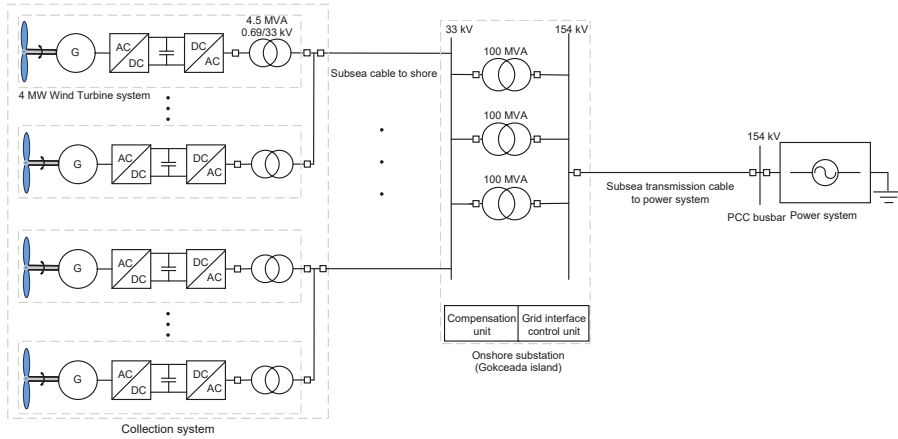 4.5 MVA
0.69/33 kV
G
AC
DC
DC
AC
4 MW Wind Turbine system
G
AC
DC
DC
AC
G
AC
DC
DC
AC
G
AC
DC
DC
AC
Collection system
Subsea cable to shore
33 kV
154 kV
100 MVA
100 MVA
100 MVA
Compensation
unit
Grid interface
control unit
Onshore substation
(Gokceada island)
Subsea transmission cable
to power system
154 kV
PCC busbar
Power system